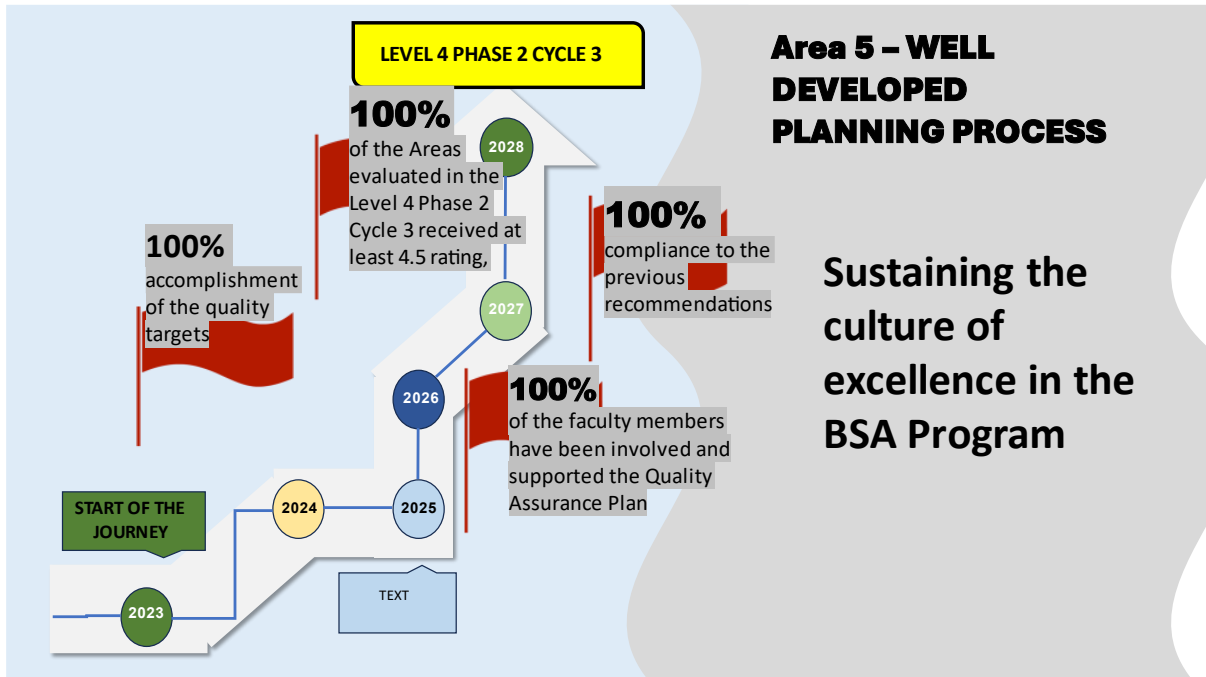 LEVEL 4 PHASE 2 CYCLE 3
Area 5 – WELL
DEVELOPED
PLANNING PROCESS
100%
of the Areas
evaluated in the
Level 4 Phase 2
Cycle 3 received at
least 4.5 rating,
2028
100%
compliance to the
previous
recommendations
100%
accomplishment
of the quality
targets
Sustaining the
culture of
excellence in the
BSA Program
2027
2026
100%
of the faculty members
have been involved and
supported the Quality
Assurance Plan
START OF THE
JOURNEY
2024
2025
TEXT
2023